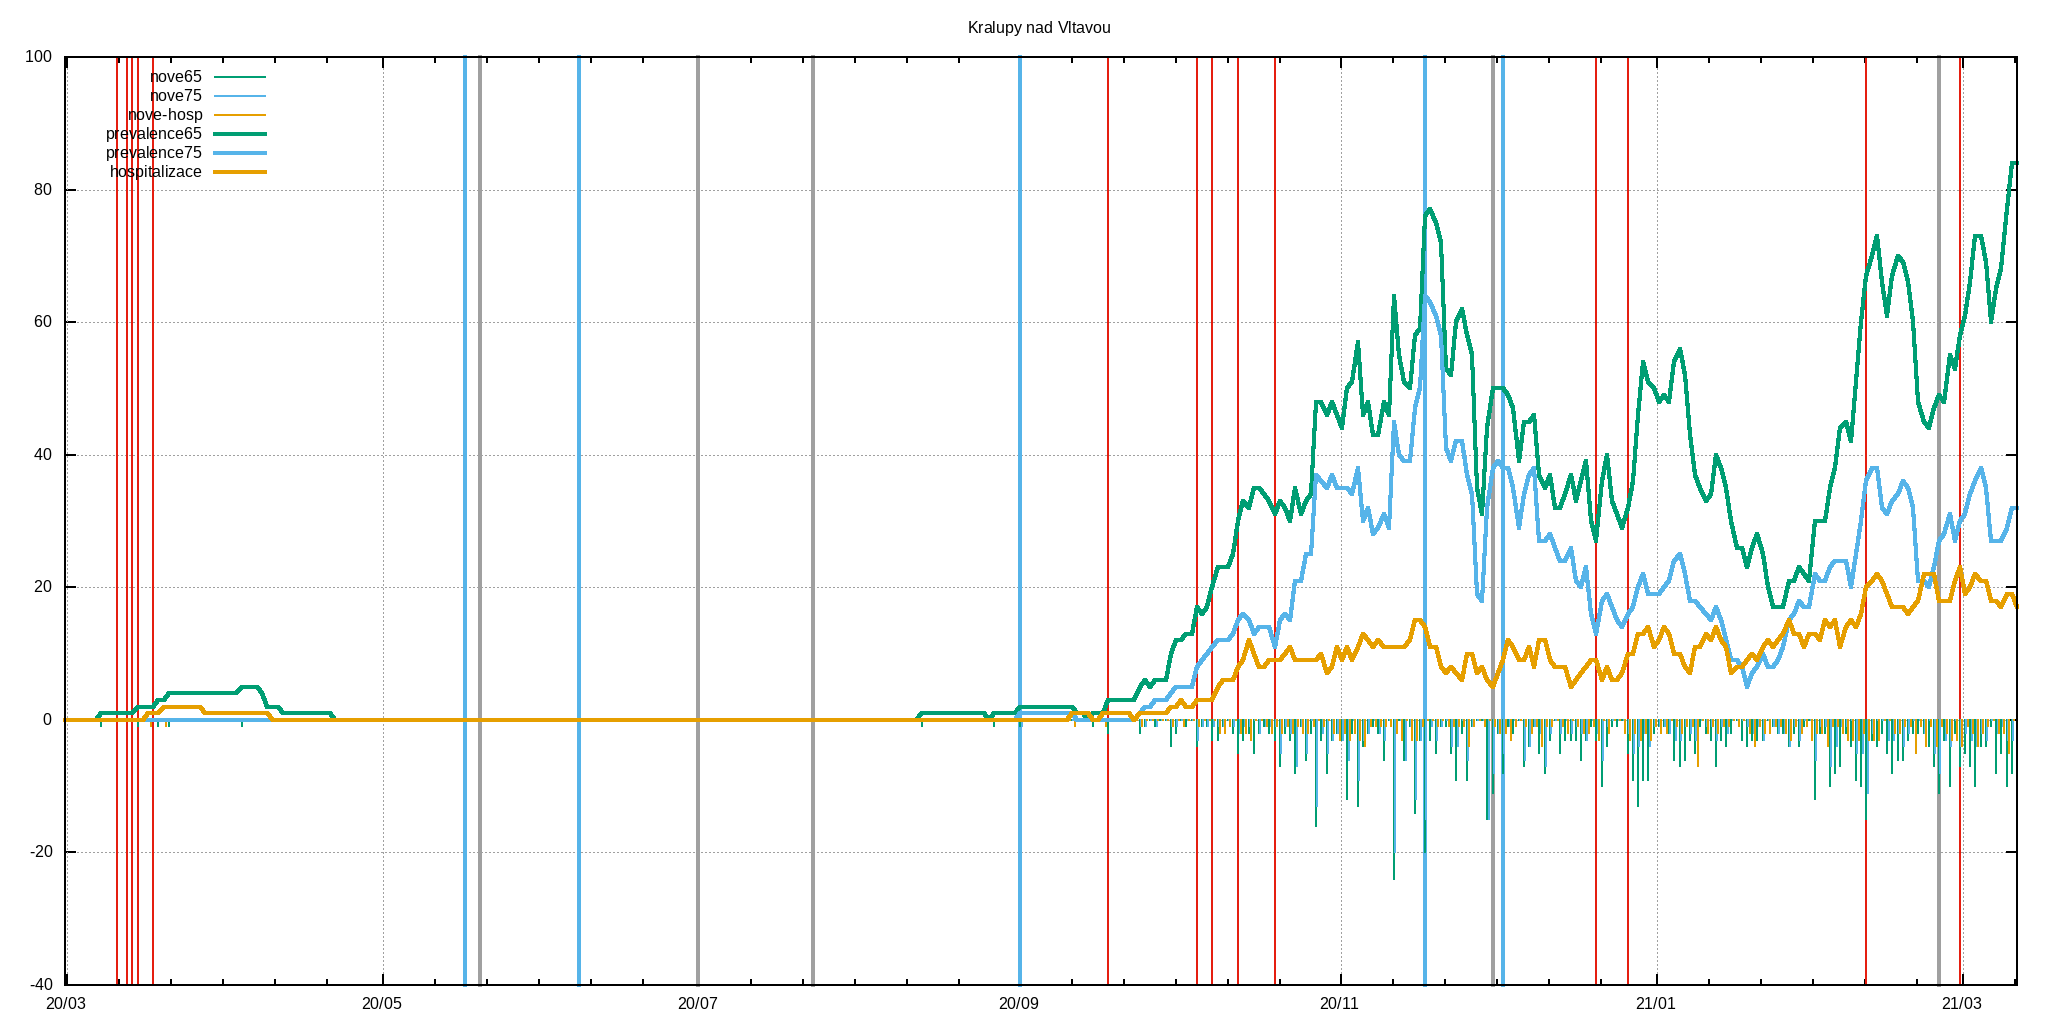 Kralupy nad Vltavou
100
80
60
40
20
0
-20
-40
nove65
nove75
nove-hosp
prevalence65
prevalence75
hospitalizace
20/03 20/05 20/07 20/09 20/11 21/01 21/03